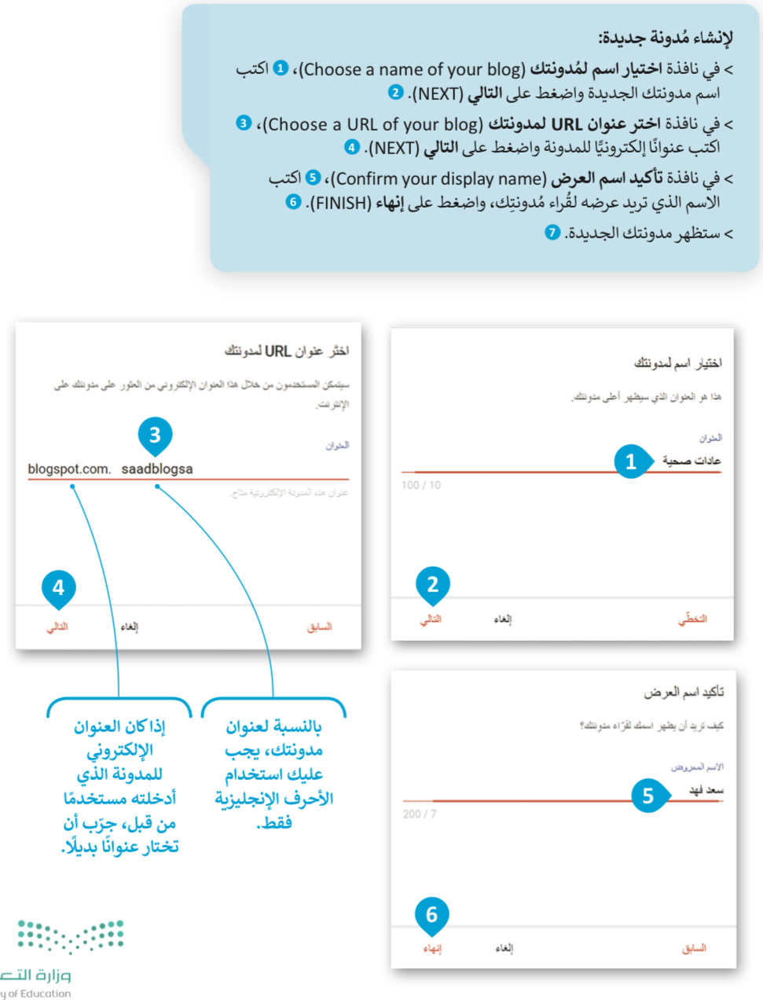 لإنشاء مُدونة جديدة:
> في نافذة اختيار اسم لمُدونتك (Choose a name of your blog)، 1 اكتب
اسم مدونتك الجديدة واضغط على التالي (NEXT). 2
> في نافذة اختر عنوان URL لمدونتك (Choose a URL of your blog)، 3
اكتب عنوانًا إلكترونيًّا للمدونة واضغط على التالي (NEXT). 4
> في نافذة تأكيد اسم العرض (Confirm your display name)، 5 اكتب
الاسم الذي تريد عرضه لقُراء مُدونتِك، واضغط على إنهاء (FINISH). 6
> ستظهر مدونتك الجديدة. 7
اختيار اسم لمدونتك
هذا هو العنوان الذي سيظهر أعلى مدونتك.
العنوان
عادات صحية
1
100 / 10
2
التخطّي
إلغاء
التالي
اختَر عنوان URL لمدونتك
سيتمكن المستخدمون من خلال هذا العنوان الإلكتروني من العثور على مدونتك على
الإنترنت.
3
العنوان
blogspot.com. saadblogsa
عنوان هذه المدونة الإلكترونية متاح.
4
السابق
إلغاء
التالي
بالنسبة لعنوان
مدونتك، يجب
عليك استخدام
الأحرف الإنجليزية
فقط.
إذا كان العنوان
الإلكتروني
للمدونة الذي
أدخلته مستخدمًا
من قبل، جرّب أن
تختار عنوانًا بديلًا.
تأكيد اسم العرض
كيف تريد أن يظهر اسمك لقرّاء مدونتك؟
الاسم المعروض
سعد فهد
5
200 / 7
6
السابق
إلغاء
إنهاء
وزارة التع
y of Education